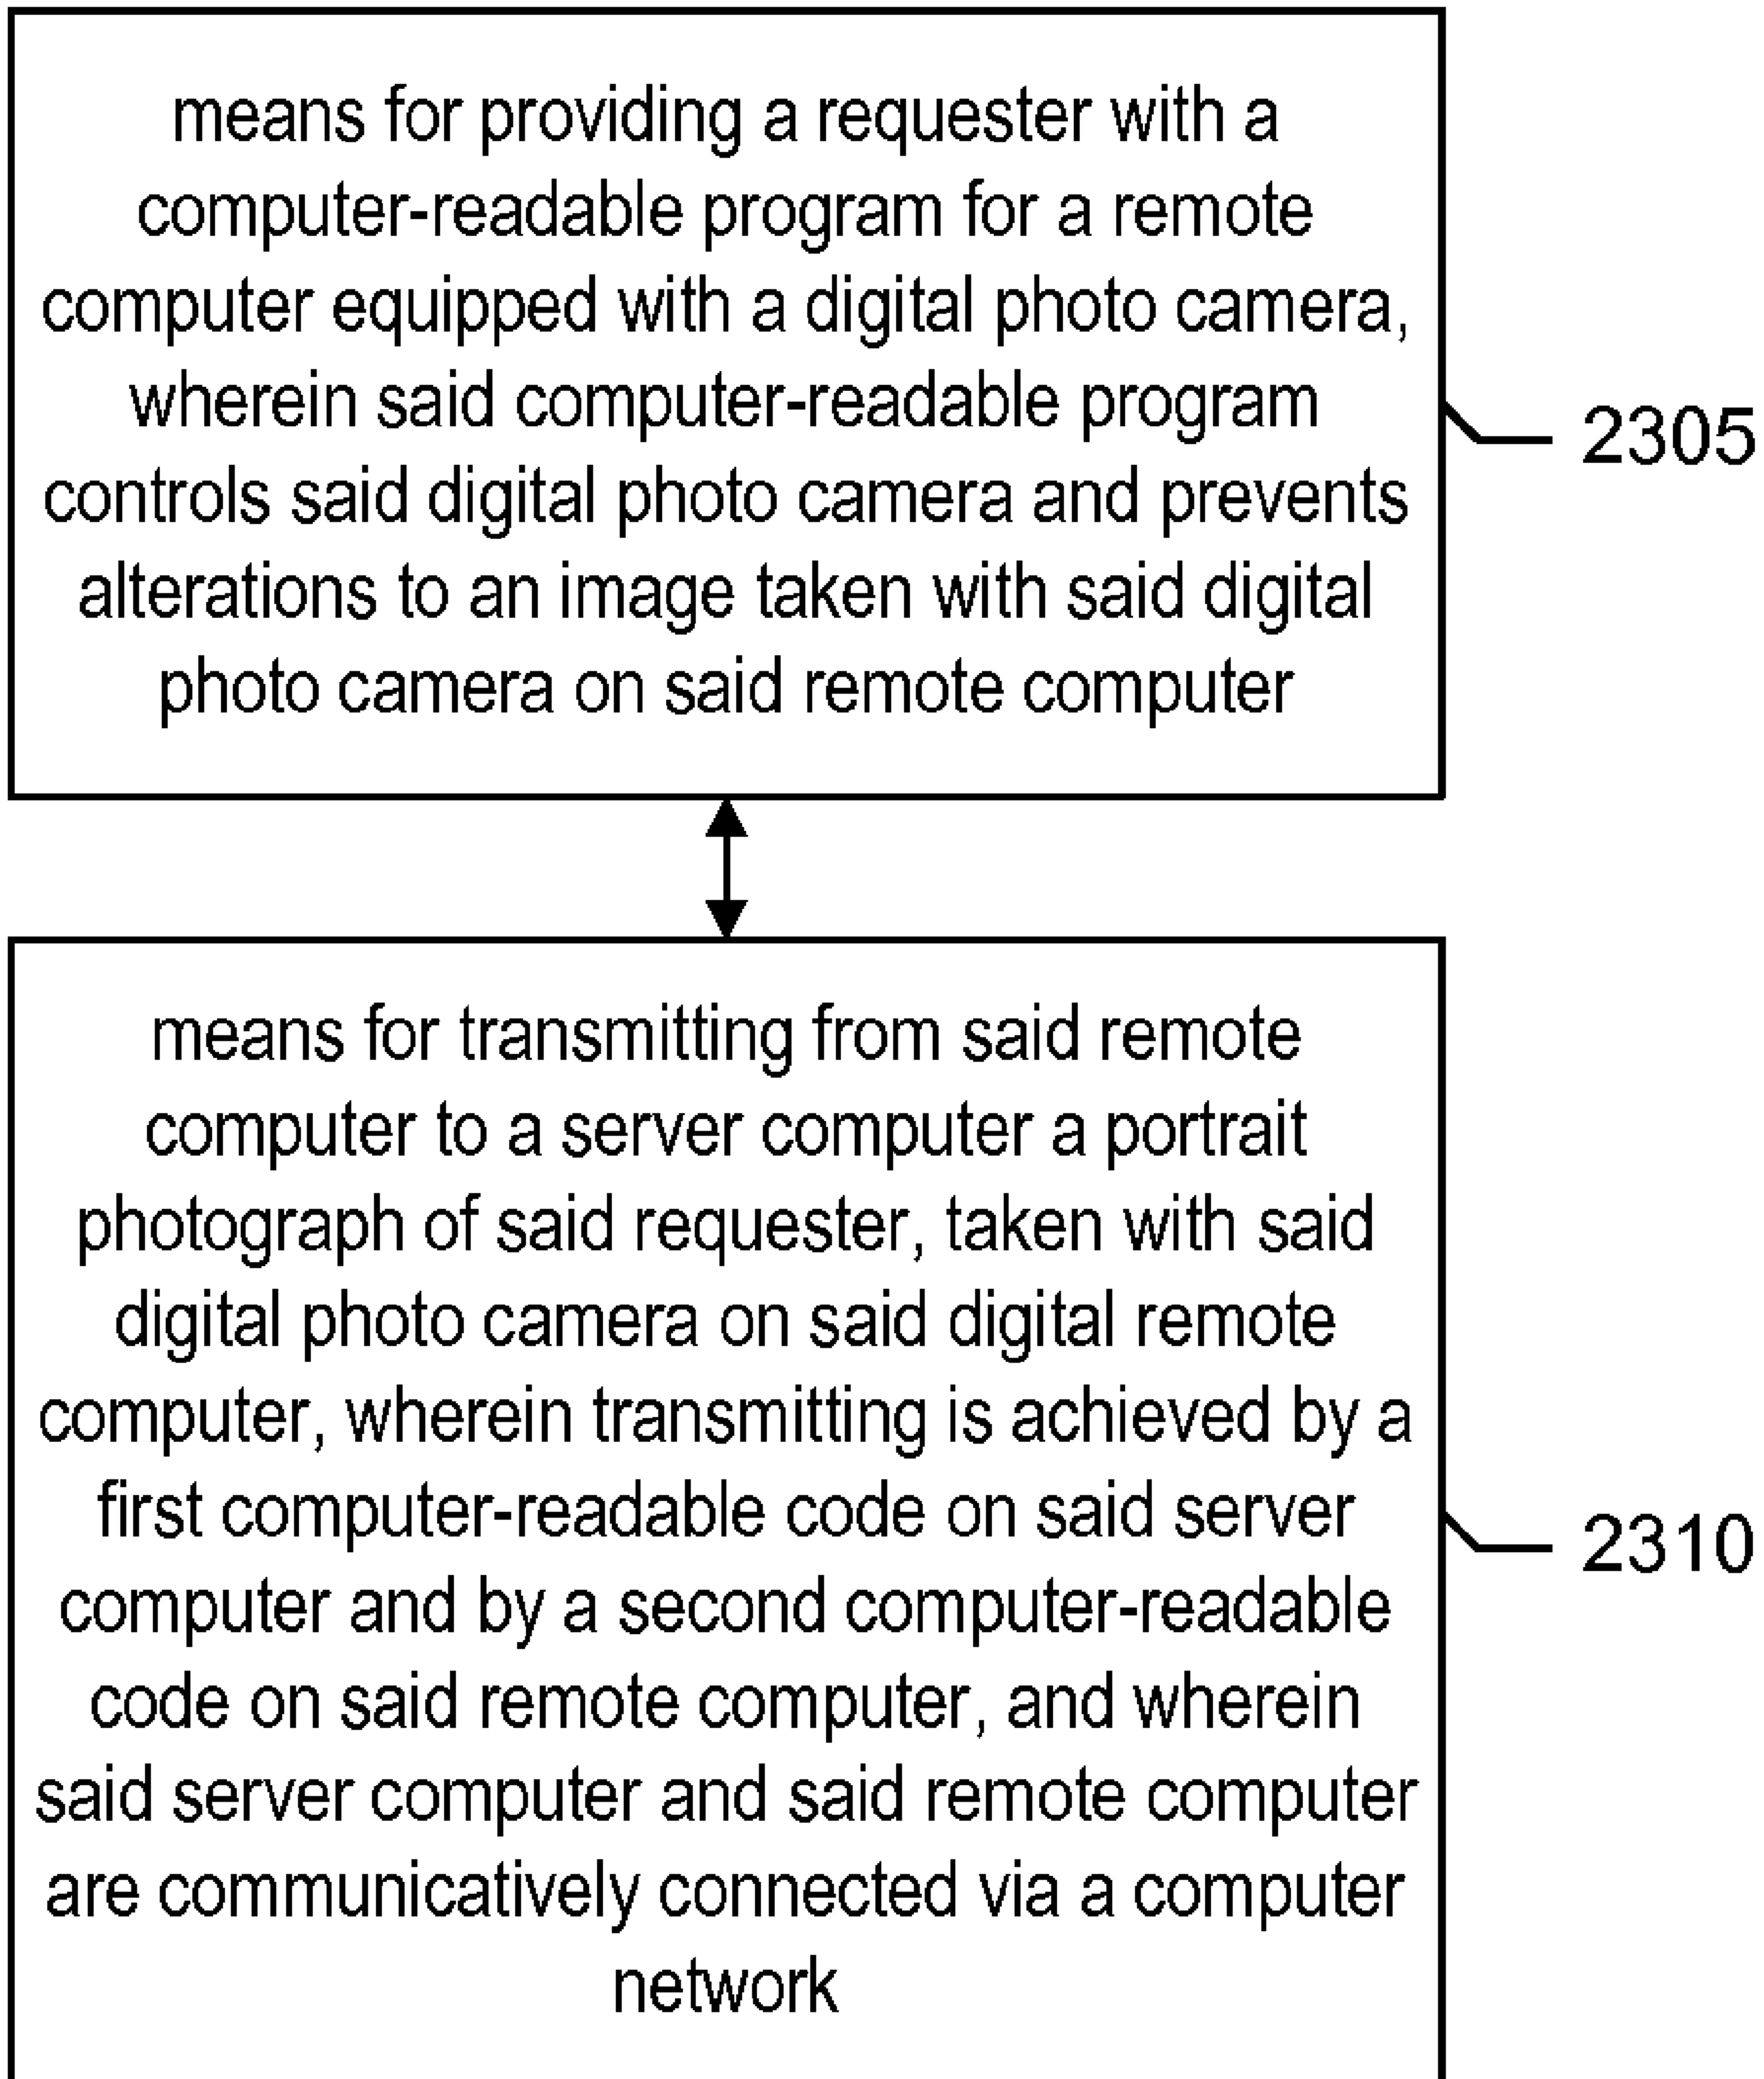 means for providing a requester with a
computer-readable program for a remote
computer equipped with a digital photo camera,
wherein said computer-readable program
controls said digital photo camera and prevents
alterations to an image taken with said digital
photo camera on said remote computer
2305
means for transmitting from said remote
computer to a server computer a portrait
photograph of said requester, taken with said
digital photo camera on said digital remote
computer, wherein transmitting is achieved by a
first computer-readable code on said server
computer and by a second computer-readable
code on said remote computer, and wherein
said server computer and said remote computer
are communicatively connected via a computer
network
2310